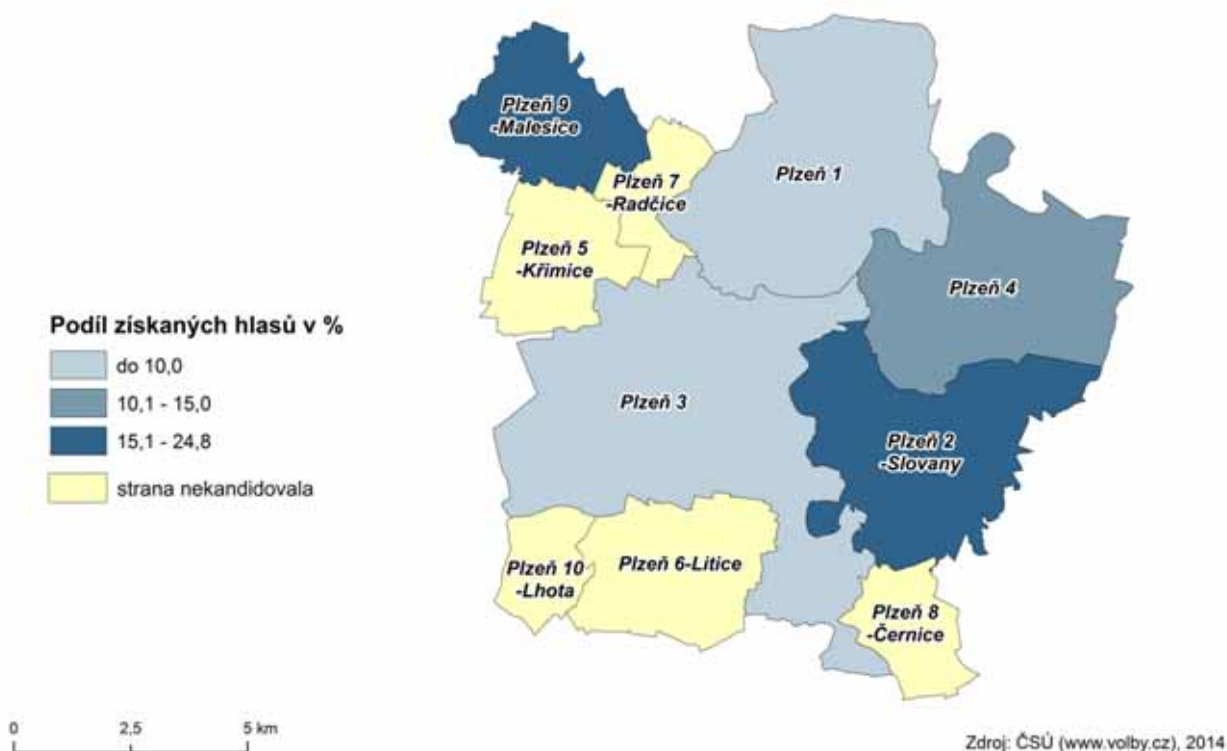 Plzeň 9
-Malesice
Plzeň 7
-Radčice
Plzeň 1
Plzeň 5
-Křimice
Plzeň 4
Podíl získaných hlasů v %
do 10,0
10,1 - 15,0
15,1 - 24,8
strana nekandidovala
Plzeň 3
Plzeň 2
-Slovany
Plzeň 10
-Lhota
Plzeň 6-Litice
Plzeň 8
-Černice
0 2,5 5 km
Zdroj: ČSÚ (www.volby.cz), 2014